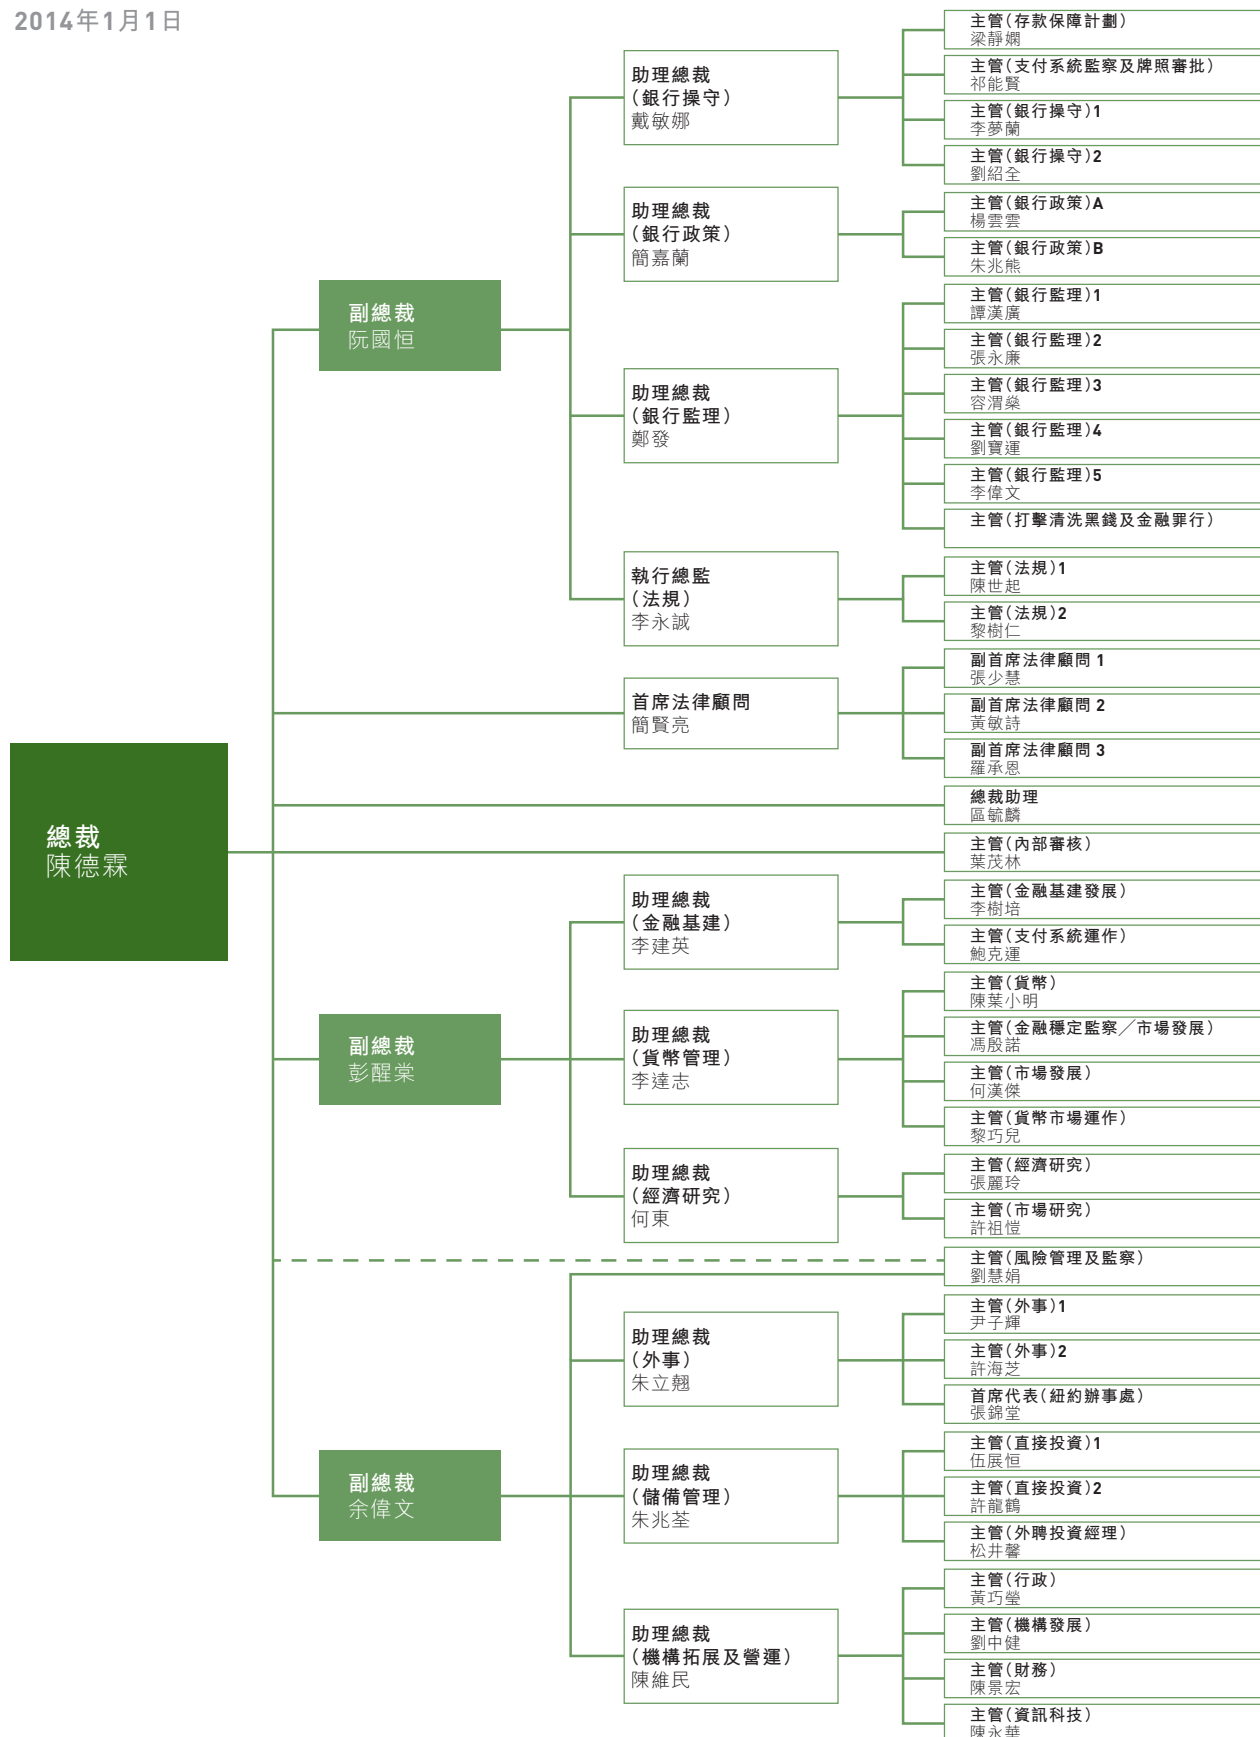 2014年1月1日
總裁
陳德霖
副總裁
阮國恒
助理總裁
(銀行操守)
戴敏娜
主管(存款保障計劃)
梁靜嫻
主管(支付系統監察及牌照審批)
祁能賢
主管(銀行操守)1
李夢蘭
主管(銀行操守)2
劉紹全
助理總裁
(銀行政策)
簡嘉蘭
主管(銀行政策)A
楊雲雲
主管(銀行政策)B
朱兆熊
助理總裁
(銀行監理)
鄭發
主管(銀行監理)1
譚漢廣
主管(銀行監理)2
張永廉
主管(銀行監理)3
容渭燊
主管(銀行監理)4
劉寶運
主管(銀行監理)5
李偉文
主管(打擊清洗黑錢及金融罪行)
執行總監
(法規)
李永誠
主管(法規)1
陳世起
主管(法規)2
黎樹仁
首席法律顧問
簡賢亮
副首席法律顧問 1
張少慧
副首席法律顧問 2
黃敏詩
副首席法律顧問 3
羅承恩
總裁助理
區毓麟
主管(內部審核)
葉茂林
副總裁
彭醒棠
助理總裁
(金融基建)
李建英
主管(金融基建發展)
李樹培
主管(支付系統運作)
鮑克運
助理總裁
(貨幣管理)
李達志
主管(貨幣)
陳葉小明
主管(金融穩定監察／市場發展)
馮殷諾
主管(市場發展)
何漢傑
主管(貨幣市場運作)
黎巧兒
助理總裁
(經濟研究)
何東
主管(經濟研究)
張麗玲
主管(市場研究)
許祖愷
主管(風險管理及監察)
劉慧娟
副總裁
余偉文
助理總裁
(外事)
朱立翹
主管(外事)1
尹子輝
主管(外事)2
許海芝
首席代表(紐約辦事處)
張錦堂
助理總裁
(儲備管理)
朱兆荃
主管(直接投資)1
伍展恒
主管(直接投資)2
許龍鶴
主管(外聘投資經理)
松井馨
助理總裁
(機構拓展及營運)
陳維民
主管(行政)
黃巧瑩
主管(機構發展)
劉中健
主管(財務)
陳景宏
主管(資訊科技)
陳永華